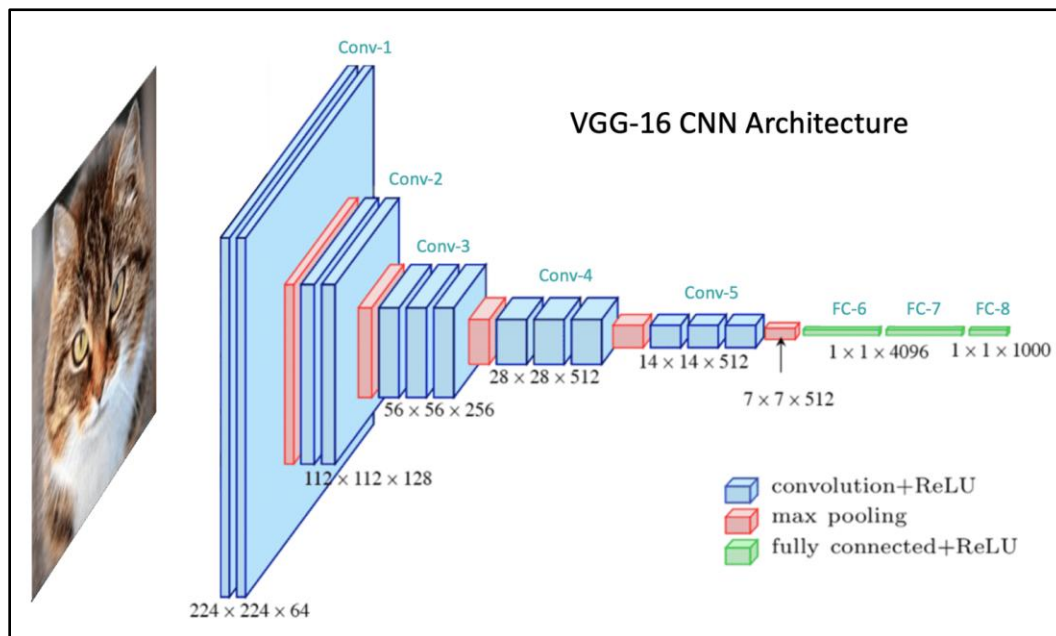 Conv-1
VGG-16 CNN Architecture
Conv-2
Conv-3
Conv-4
Conv-5
FC-6
FC-7
FC-8
1 × 1 × 4096
1 × 1 × 1000
14 × 14 × 512
28 × 28 × 512
7 × 7 × 512
56 × 56 × 256
112 × 112 × 128
convolution+ReLU
max pooling
fully connected+ReLU
224 × 224 × 64